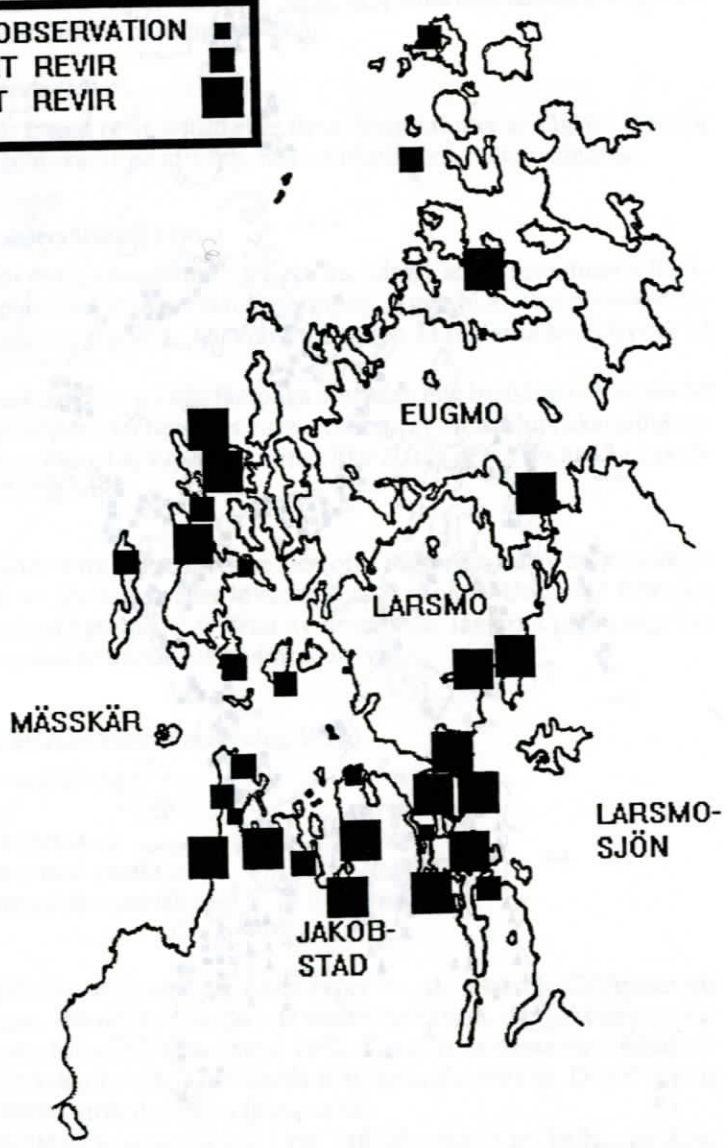 OBSERVATION
T REVIR
T REVIR
EUGMO
LARSMO
MÄSSKÄR
LARSMO-
SJÖN
JAKOB-
STAD